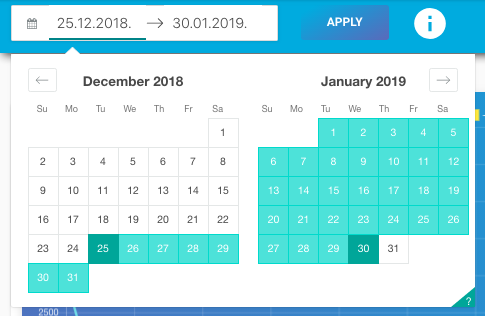 25.12.2018. → 30.01.2019. APPLY i
← December 2018 January 2019 →
Su Mo Tu We Th Fr Sa Su Mo Tu We Th Fr Sa
1 1 2 3 4 5
2 3 4 5 6 7 8 6 7 8 9 10 11 12
9 10 11 12 13 14 15 13 14 15 16 17 18 19
16 17 18 19 20 21 22 20 21 22 23 24 25 26
23 24 25 26 27 28 29 27 28 29 30 31
30 31
?
2500